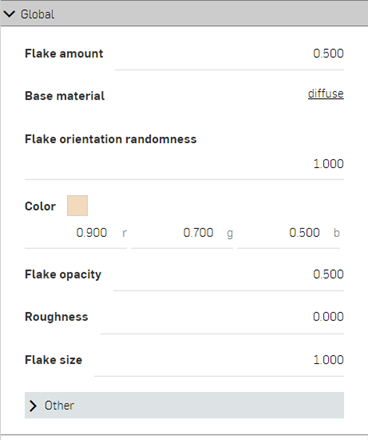 Global
Flake amount 0.500
Base material diffuse
Flake orientation randomness
1.000
Color
0.900 r 0.700 g 0.500 b
Flake opacity 0.500
Roughness 0.000
Flake size 1.000
Other